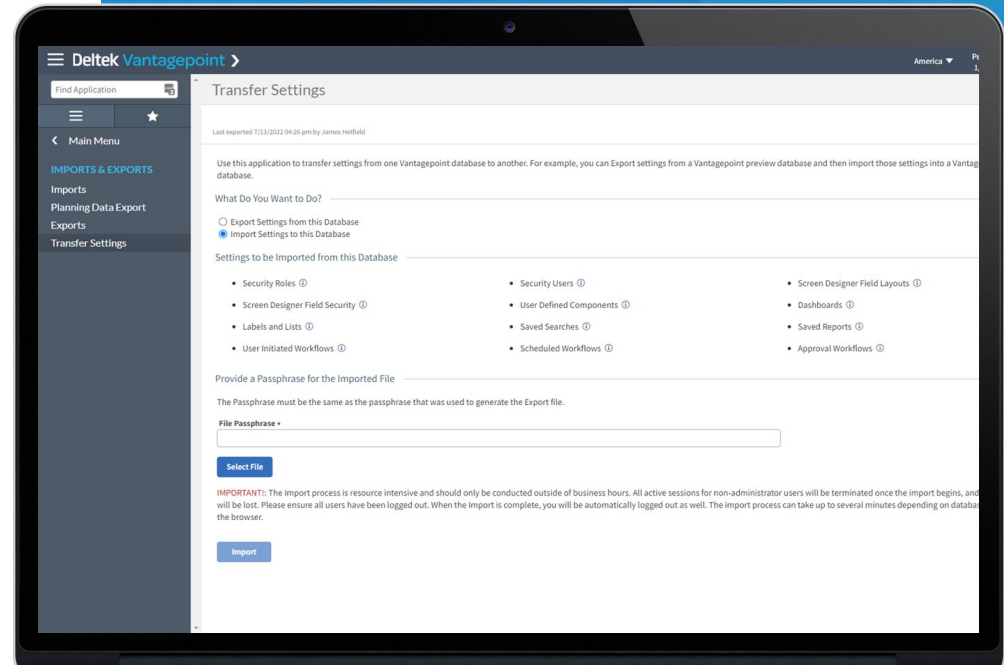 Deltek Vantagepoint
America
Find Application
Transfer Settings
Last exported 7/13/2022 04:26 pm by James Hetfield
Main Menu
IMPORTS & EXPORTS
Imports
Planning Data Export
Exports
Transfer Settings
Use this application to transfer settings from one Vantagepoint database to another. For example, you can Export settings from a Vantagepoint preview database and then import those settings into a
database.
What Do You Want to Do?
Export Settings from this Database
Import Settings to this Database
Settings to be Imported from this Database
• Security Roles • Security Users • Screen Designer Field Layouts
• Screen Designer Field Security • User Defined Components • Dashboards
• Labels and Lists • Saved Searches • Saved Reports
• User Initiated Workflows • Scheduled Workflows • Approval Workflows
Provide a Passphrase for the Imported File
The Passphrase must be the same as the passphrase that was used to generate the Export file.
File Passphrase •
Select File
IMPORTANT!: The Import process is resource intensive and should only be conducted outside of business hours. All active sessions for non-administrator users will be terminated once the import begins, and
will be lost. Please ensure all users have been logged out. When the Import is complete, you will be automatically logged out as well. The import process can take up to several minutes depending on
the browser.
Import